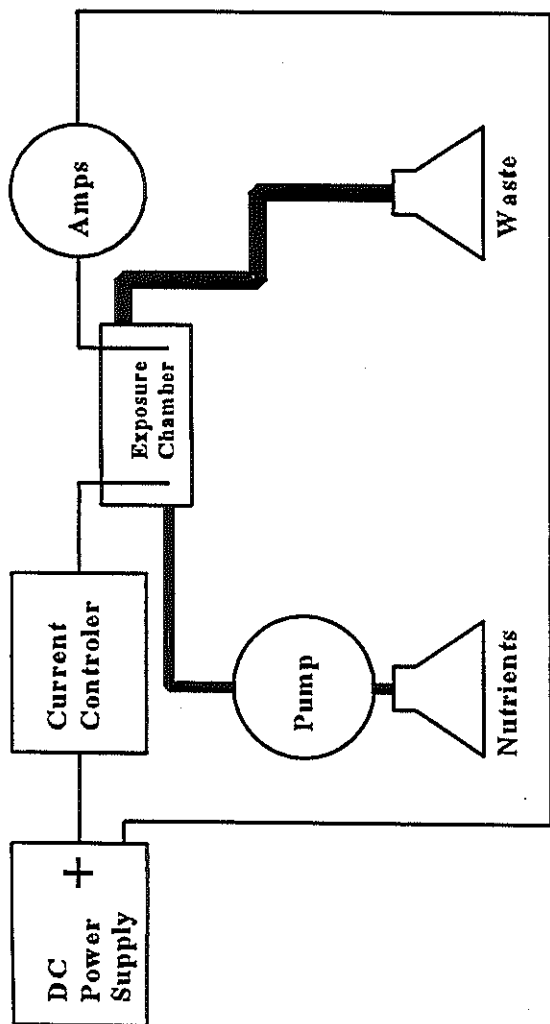 DC
Power
Supply
+
Current
Controler
Exposure
Chamber
Amps
Pump
Nutrients
Waste